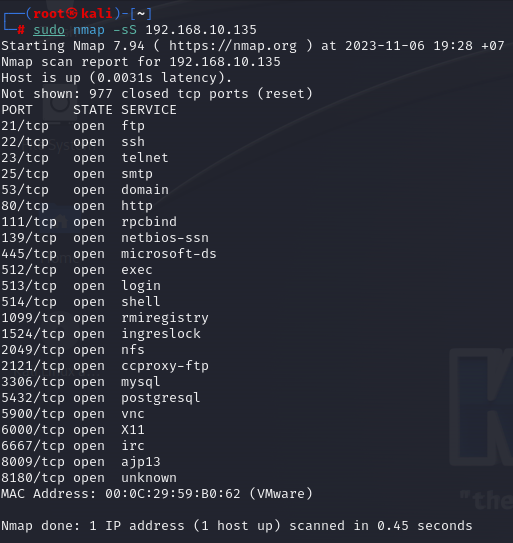 ┌──(root㉿kali)-[~]
└─# sudo nmap -sS 192.168.10.135
Starting Nmap 7.94 ( https://nmap.org ) at 2023-11-06 19:28 +07
Nmap scan report for 192.168.10.135
Host is up (0.0031s latency).
Not shown: 977 closed tcp ports (reset)
PORT     STATE SERVICE
21/tcp   open  ftp
22/tcp   open  ssh
23/tcp   open  telnet
25/tcp   open  smtp
53/tcp   open  domain
80/tcp   open  http
111/tcp  open  rpcbind
139/tcp  open  netbios-ssn
445/tcp  open  microsoft-ds
512/tcp  open  exec
513/tcp  open  login
514/tcp  open  shell
1099/tcp open  rmiregistry
1524/tcp open  ingreslock
2049/tcp open  nfs
2121/tcp open  ccproxy-ftp
3306/tcp open  mysql
5432/tcp open  postgresql
5900/tcp open  vnc
6000/tcp open  X11
6667/tcp open  irc
8009/tcp open  ajp13
8180/tcp open  unknown
MAC Address: 00:0C:29:59:B0:62 (VMware)
"the
Nmap done: 1 IP address (1 host up) scanned in 0.45 seconds